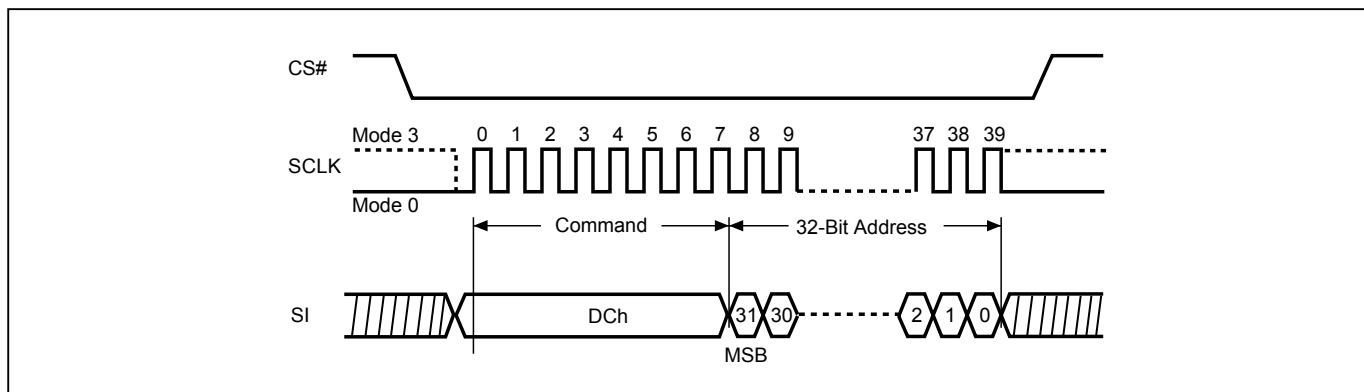 CS#
Mode 3
0 1 2 3 4 5 6 7 8 9 37 38 39
SCLK
Mode 0
Command 32-Bit Address
SI DCh 31 30 2 1 0
MSB